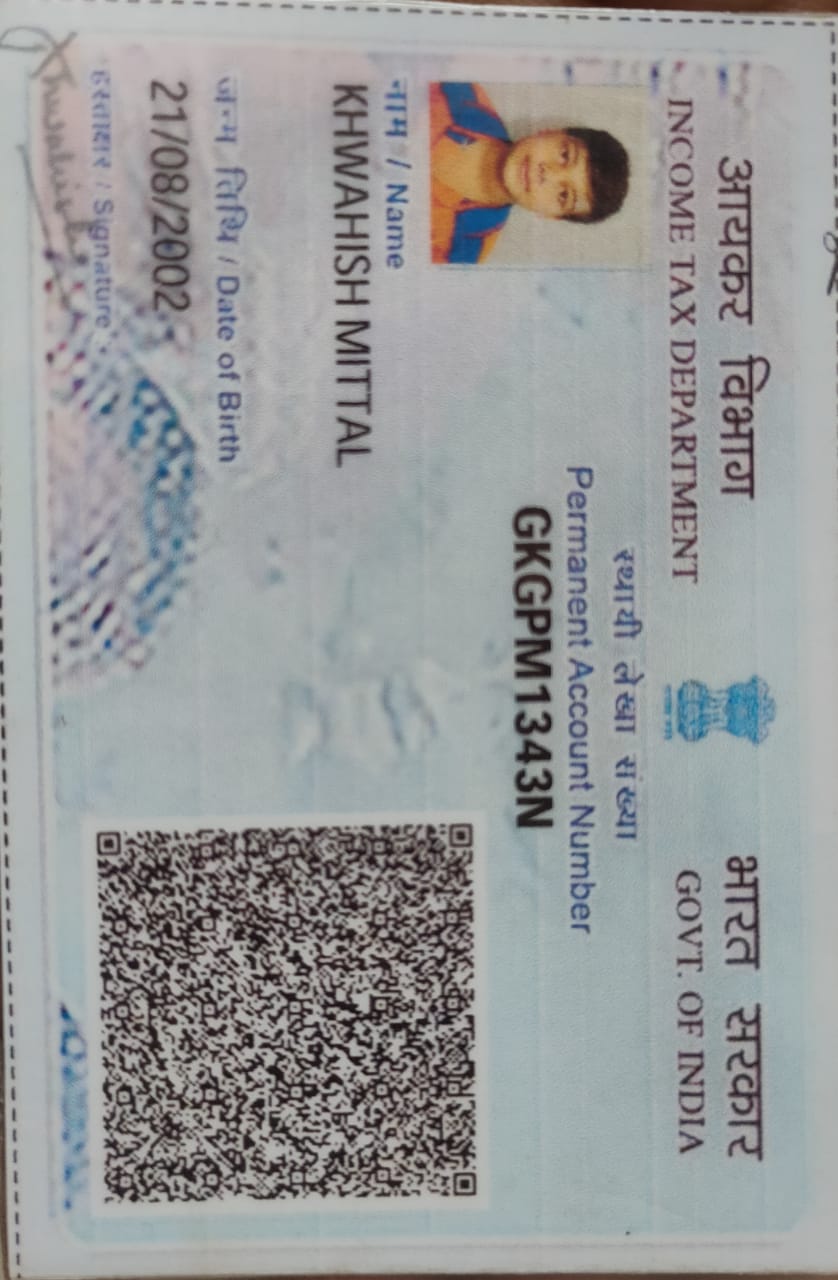 आयकर विभाग
INCOME TAX DEPARTMENT
भारत सरकार
GOVT. OF INDIA
स्थायी लेखा संख्या
Permanent Account Number
GKGPM1343N
नाम / Name
KHWAHISH MITTAL
जन्म तिथि / Date of Birth
21/08/2002
हस्ताक्षर / Signature
Khwahish